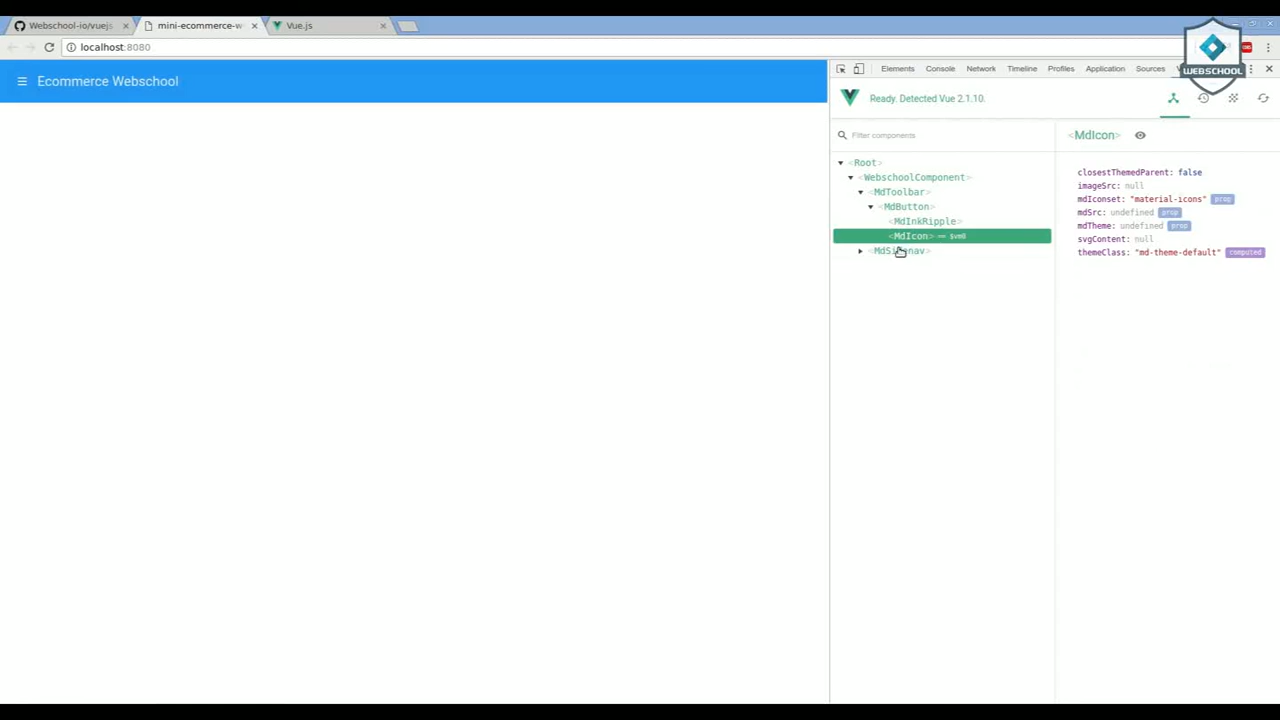 Webschool-io/vuejs
mini-ecommerce-w
Vue.js
localhost:8080
WEBSCHOOL
Ecommerce Webschool
Elements Console Network Timeline Profiles Application Sources
Ready. Detected Vue 2.1.10.
Filter components
<MdIcon>
<Root>
<WebschoolComponent>
<MdToolbar>
<MdButton>
<MdInkRipple>
<MdIcon> == $vm0
closestThemedParent: false
imageSrc: null
mdIconset: "material-icons" prop
mdSrc: undefined prop
mdTheme: undefined prop
svgContent: null
themeClass: "md-theme-default" computed